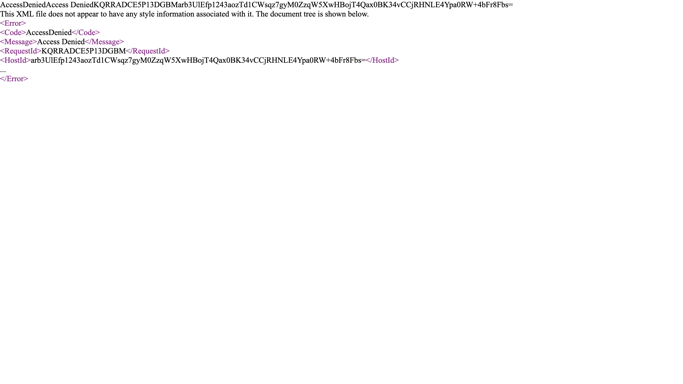 AccessDeniedAccess DeniedKQRRADCE5P13DGBMarb3UlEfp1243aozTd1CWsqz7gyM0ZzqW5XwHBojT4Qax0BK34vCCjRHNLE4Ypa0RW+4bFr8Fbs=
This XML file does not appear to have any style information associated with it. The document tree is shown below.
<Error>
<Code>AccessDenied</Code>
<Message>Access Denied</Message>
<RequestId>KQRRADCE5P13DGBM</RequestId>
<HostId>arb3UlEfp1243aozTd1CWsqz7gyM0ZzqW5XwHBojT4Qax0BK34vCCjRHNLE4Ypa0RW+4bFr8Fbs=</HostId>
...
</Error>